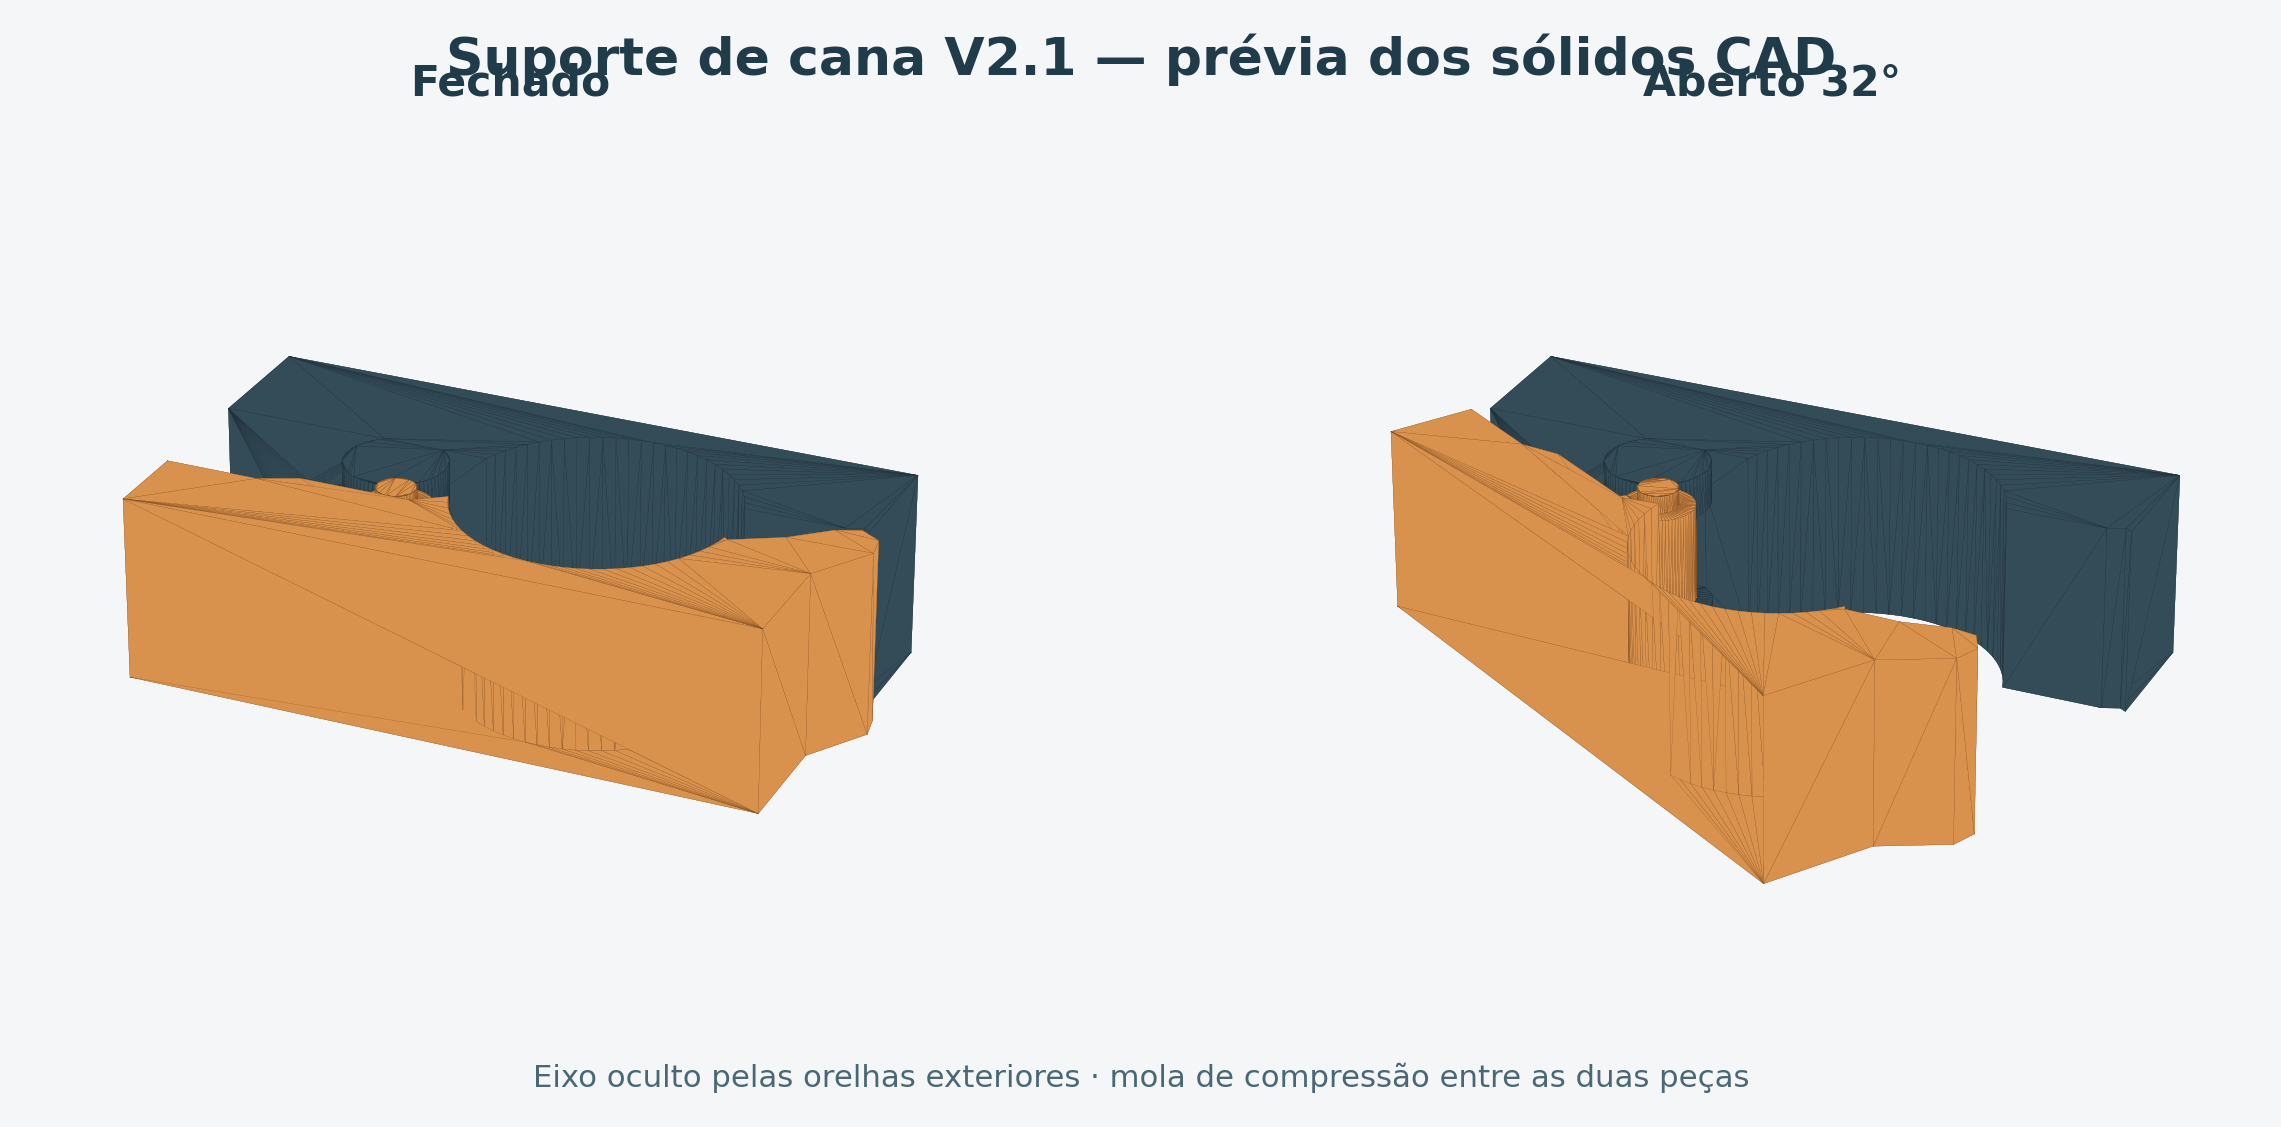 Suporte de cana V2.1 — prévia dos sólidos CAD
Fechado
Aberto 32°
Eixo oculto pelas orelhas exteriores · mola de compressão entre as duas peças